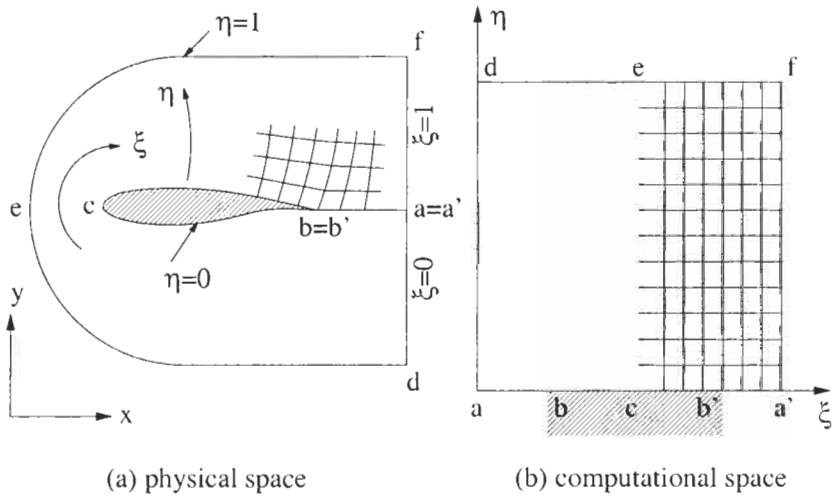 η=1
f
η
ξ=1
ξ
e
c
a=a'
b=b'
η=0
ξ=0
y
x
d
(a) physical space
η
d
e
f
a
b
c
b'
a'
ξ
(b) computational space